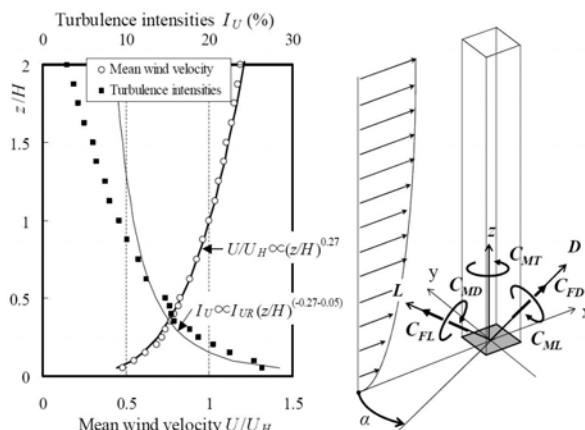 Turbulence intensities I_U (%)
0 10 20 30
2
1.5
1
0.5
0
z/H
Mean wind velocity
Turbulence intensities
U/U_H∝(z/H)^0.27
I_U∝I_UR(z/H)^(-0.27-0.05)
0 0.5 1 1.5
Mean wind velocity U/U_H
z
D
C_MT
y
C_MD
C_FD
L
x
C_FL
C_ML
α